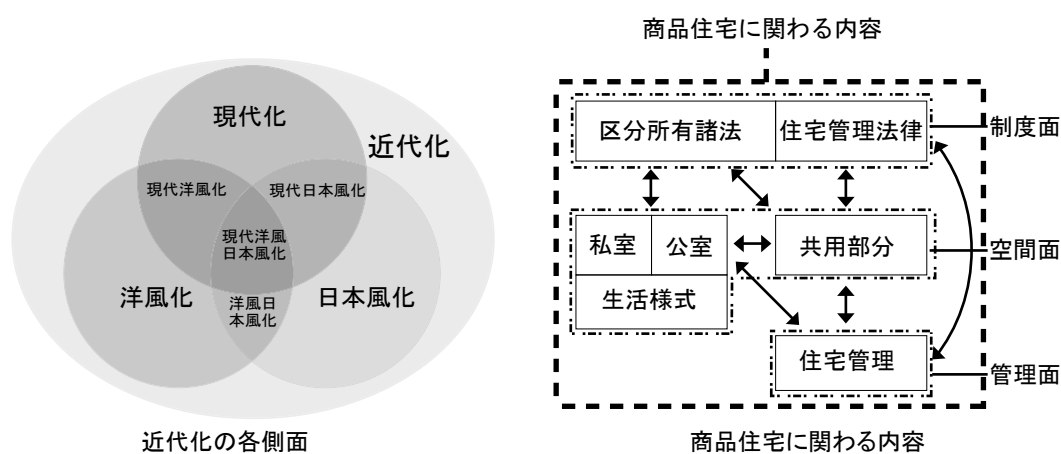 現代化
近代化
現代洋風化
現代日本風化
現代洋風
日本風化
洋風化
日本風化
洋風日
本風化
近代化の各側面
商品住宅に関わる内容
区分所有諸法
住宅管理法律
制度面
私室
公室
共用部分
空間面
生活様式
住宅管理
管理面
商品住宅に関わる内容